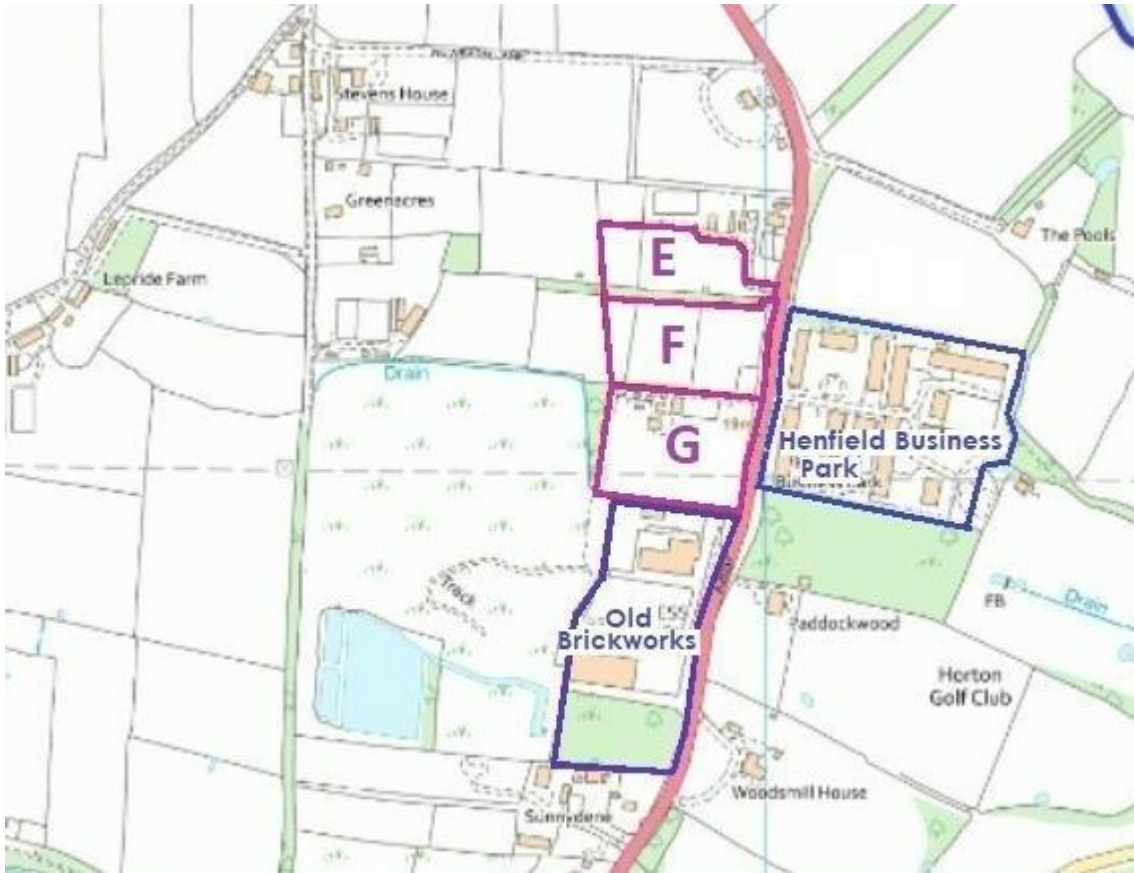 Stevens House
Greenacres
The Pools
Lepride Farm
E
F
Drain
G
Henfield Business
Park
Track
FB
Drain
Old
Brickworks
ESS
Paddockwood
Horton
Golf Club
Woodsmill House
Sunnydene